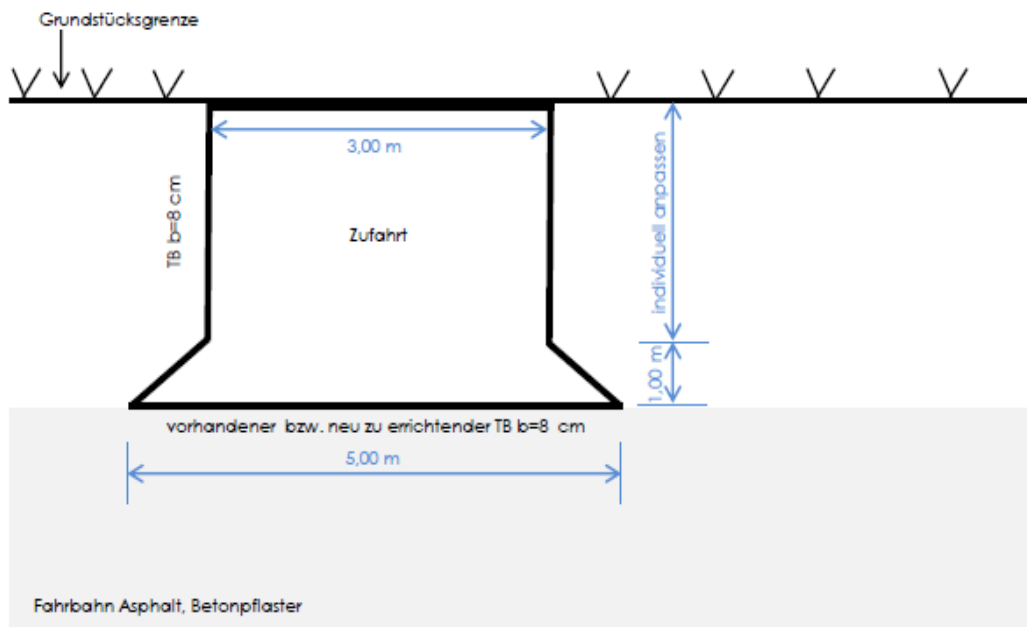 Grundstücksgrenze
3,00 m
TB b=8 cm
Zufahrt
individuell anpassen
1,00 m
vorhandener bzw. neu zu errichtender TB b=8 cm
5,00 m
Fahrbahn Asphalt, Betonpflaster